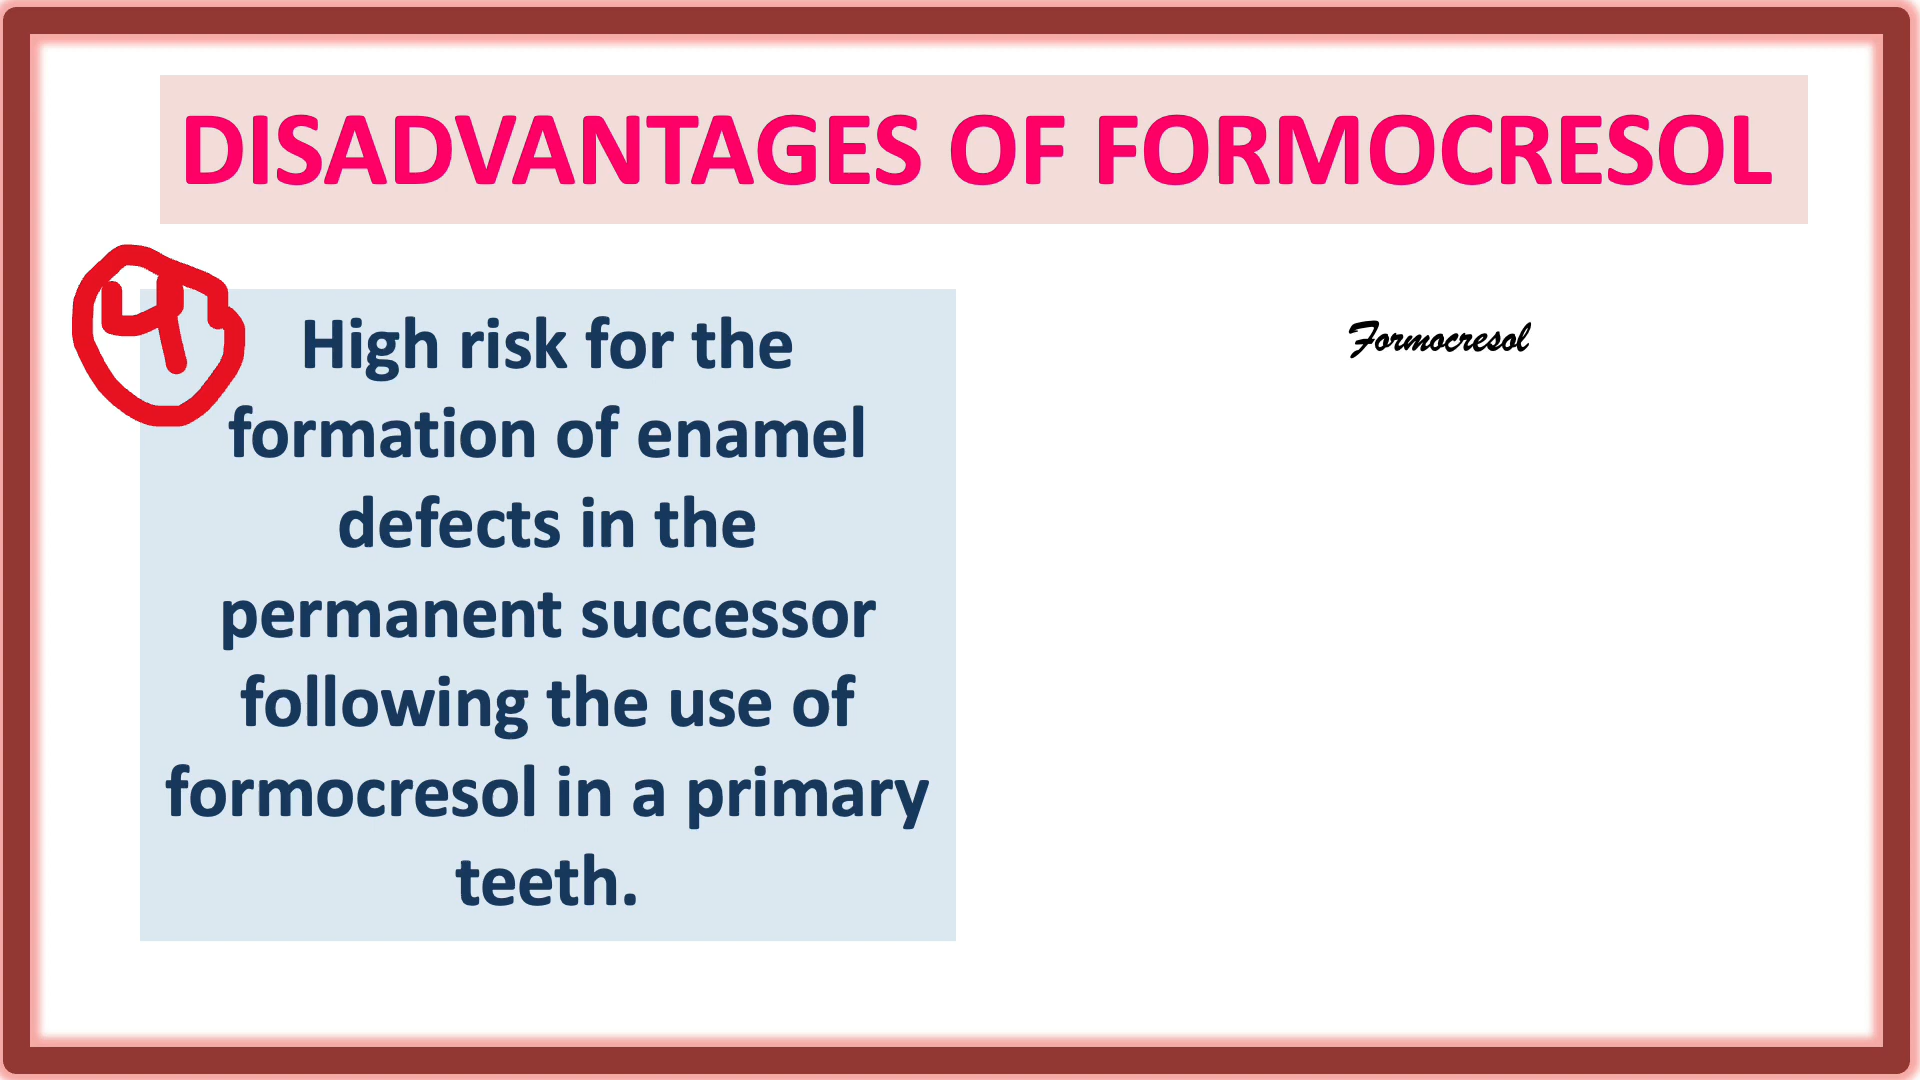 DISADVANTAGES OF FORMOCRESOL
4
High risk for the
formation of enamel
defects in the
permanent successor
following the use of
formocresol in a primary
teeth.
Formocresol